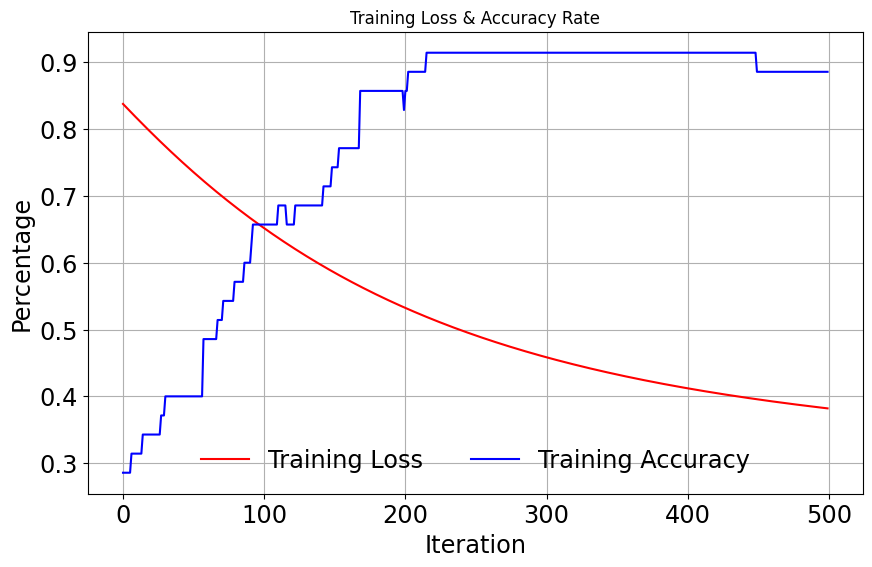 Training Loss & Accuracy Rate
Percentage
0.9
0.8
0.7
0.6
0.5
0.4
0.3
Training Loss Training Accuracy
0 100 200 300 400 500
Iteration